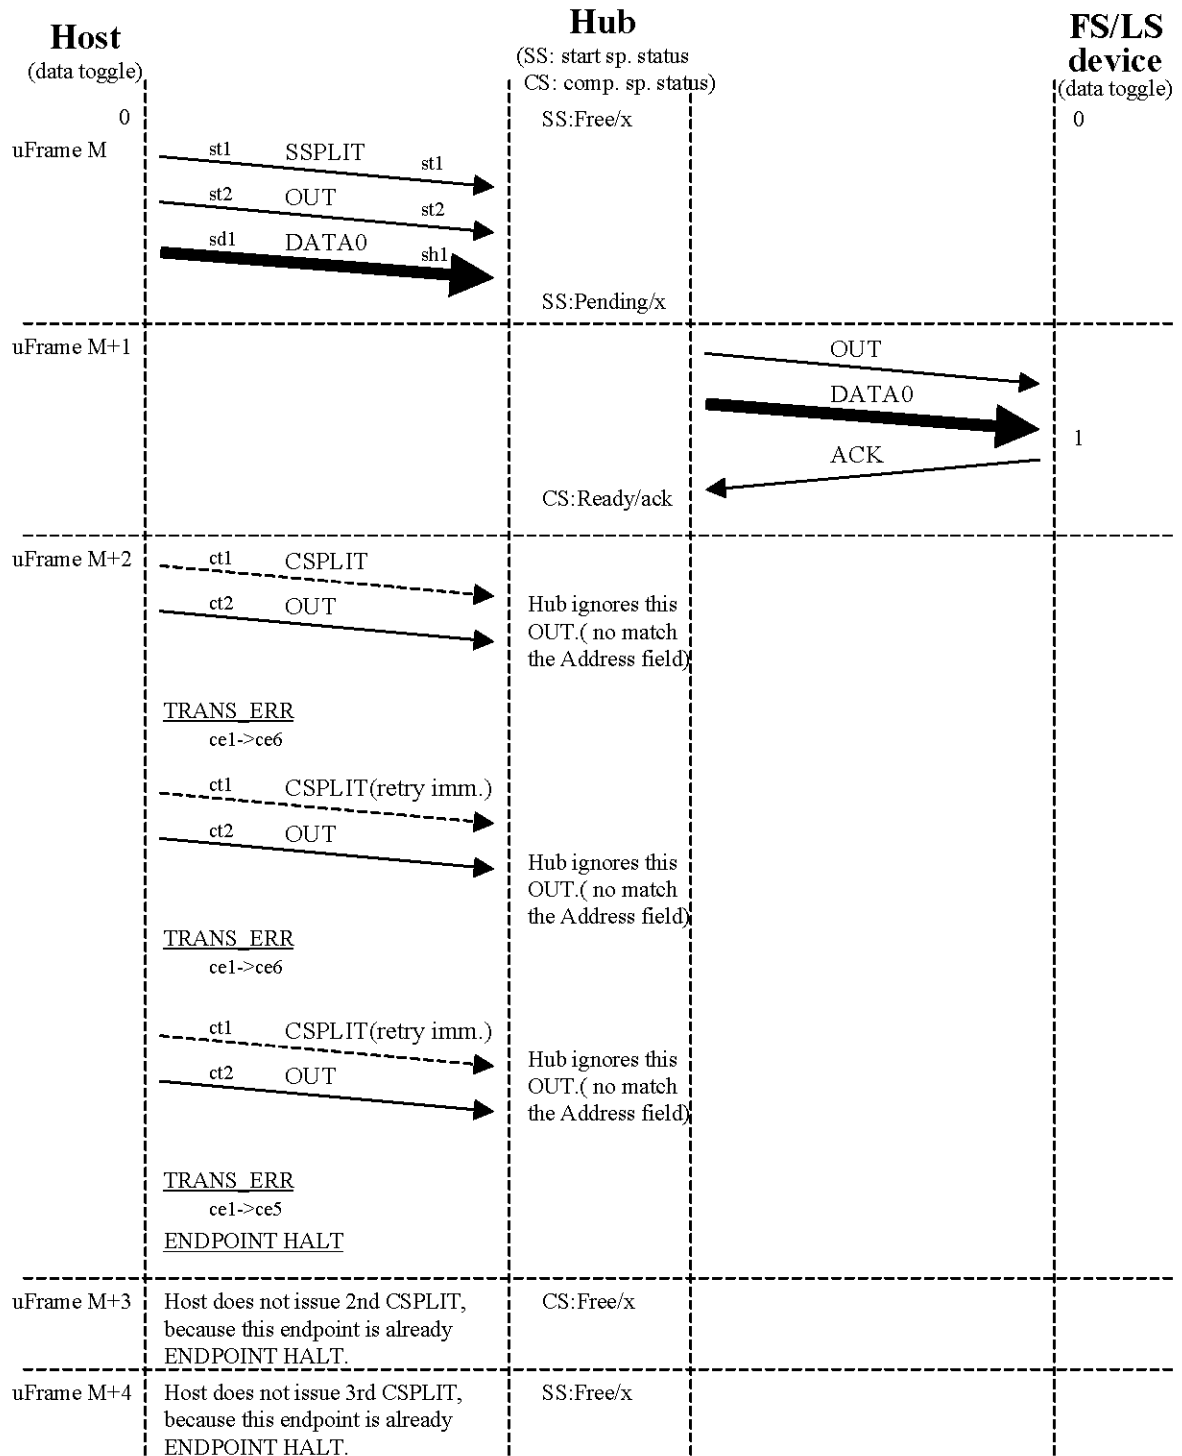 Host
(data toggle)
Hub
(SS: start sp. status
CS: comp. sp. status)
FS/LS
device
(data toggle)
0
SS:Free/x
0
uFrame M
st1
SSPLIT
st1
st2
OUT
st2
sd1
DATA0
sh1
SS:Pending/x
uFrame M+1
OUT
DATA0
1
ACK
CS:Ready/ack
uFrame M+2
ct1
CSPLIT
ct2
OUT
Hub ignores this
OUT.( no match
the Address field)
TRANS_ERR
ce1->ce6
ct1
CSPLIT(retry imm.)
ct2
OUT
Hub ignores this
OUT.( no match
the Address field)
TRANS_ERR
ce1->ce6
ct1
CSPLIT(retry imm.)
ct2
OUT
Hub ignores this
OUT.( no match
the Address field)
TRANS_ERR
ce1->ce5
ENDPOINT HALT
uFrame M+3
Host does not issue 2nd CSPLIT,
because this endpoint is already
ENDPOINT HALT.
CS:Free/x
uFrame M+4
Host does not issue 3rd CSPLIT,
because this endpoint is already
ENDPOINT HALT.
SS:Free/x